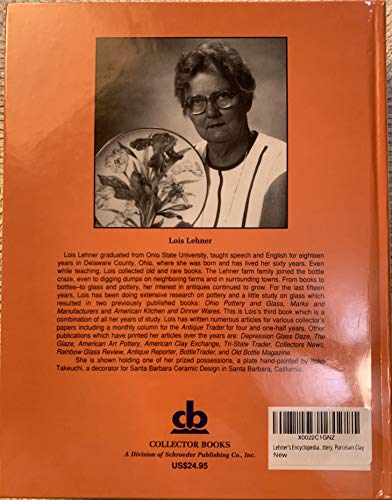 Lois Lehner
Lois Lehner graduated from Ohio State University, taught speech and English for eighteen
years in Delaware County, Ohio, where she was born and has lived her sixty years. Even
while teaching, Lois collected old and rare books. The Lehner farm family joined the bottle
craze, even to digging dumps on neighboring farms and in surrounding towns. From books to
bottles–to glass and pottery, her interest in antiques continued to grow. For the last fifteen
years, Lois has been doing extensive research on pottery and a little study on glass which
resulted in two previously published books: Ohio Pottery and Glass, Marks and
Manufacturers and American Kitchen and Dinner Wares. This is Lois's third book which is a
combination of all her years of study. Lois has written numerous articles for various collector's
papers including a monthly column for the Antique Trader for four and one-half years. Other
publications which have printed her articles over the years are: Depression Glass Daze, The
Glaze, American Art Pottery, American Clay Exchange, Tri-State Trader, Collectors News,
Rainbow Glass Review, Antique Reporter, BottleTrader, and Old Bottle Magazine.
She is shown holding one of her prized possessions, a plate hand-painted by Itoko
Takeuchi, a decorator for Santa Barbara Ceramic Design in Santa Barbara, California.
cb
COLLECTOR BOOKS
A Division of Schroeder Publishing Co., Inc.
US$24.95
X0022C1GNZ
Lehner's Encyclopedia...ttery, Porcelain Clay
New